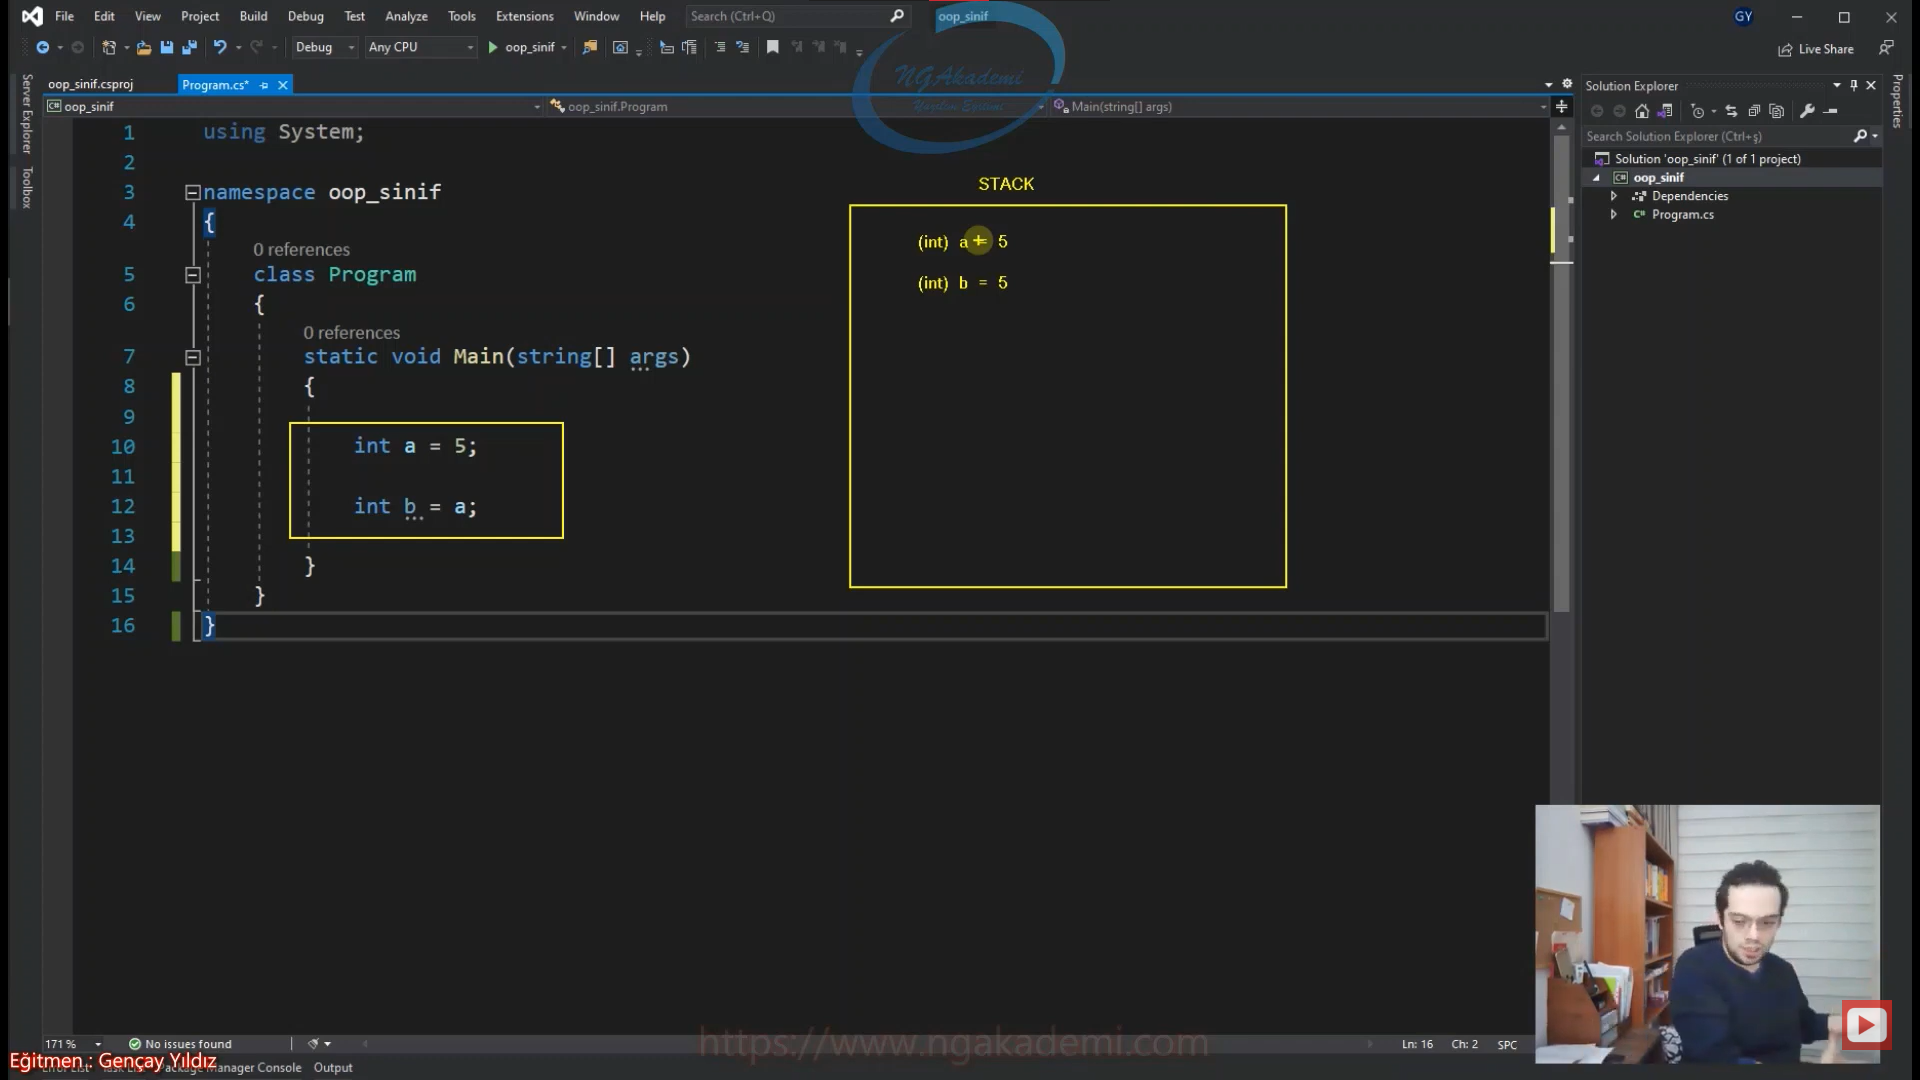 File Edit View Project Build Debug Test Analyze Tools Extensions Window Help Search (Ctrl+Q) oop_sinif GY
Debug Any CPU oop_sinif Live Share
NGAkademi
oop_sinif.csproj Program.cs*
oop_sinif oop_sinif.Program Main(string[] args)
Server Explorer
Toolbox
1 using System;
2
3 namespace oop_sinif
4 {
0 references
5 class Program
6 {
0 references
7 static void Main(string[] args)
8 {
9
10 int a = 5;
11
12 int b = a;
13
14 }
15 }
16 }
STACK
(int) a = 5
(int) b = 5
Solution Explorer
Search Solution Explorer (Ctrl+ş)
Solution 'oop_sinif' (1 of 1 project)
oop_sinif
Dependencies
Program.cs
Properties
171 % No issues found Ln: 16 Ch: 2 SPC
https://www.ngakademi.com
Eğitmen : Gençay Yıldız
Package Manager Console Output